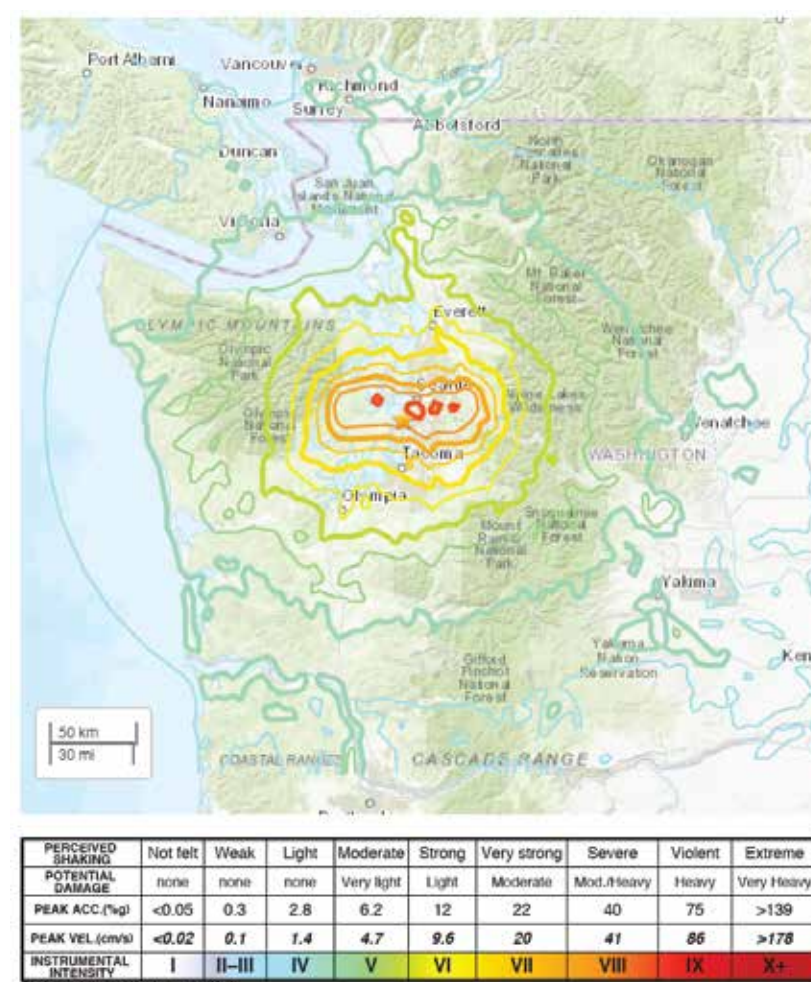 Port Alberni
Vancouver
Nanaimo
Richmond
Surrey
Abbotsford
Duncan
North
Cascades
National
Park
Okanogan
National
Forest
San Juan
Islands National
Monument
Victoria
Mt. Baker
National
Forest
OLYMPIC MOUNTAINS
Everett
Wenatchee
National
Forest
Olympic
National
Park
Seattle
Alpine Lakes
Wilderness
Olympic
National
Forest
Wenatchee
Tacoma
WASHINGTON
Olympia
Snoqualmie
National
Forest
Mount
Rainier
National
Park
Yakima
Yakama
Nation
Reservation
Ken
Gifford
Pinchot
National
Forest
50 km
30 mi
COASTAL RANGE
CASCADE RANGE
PERCEIVED SHAKING Not felt Weak Light Moderate Strong Very strong Severe Violent Extreme
POTENTIAL DAMAGE none none none Very light Light Moderate Mod./Heavy Heavy Very Heavy
PEAK ACC.(%g) <0.05 0.3 2.8 6.2 12 22 40 75 >139
PEAK VEL.(cm/s) <0.02 0.1 1.4 4.7 9.6 20 41 86 >178
INSTRUMENTAL INTENSITY I II–III IV V VI VII VIII IX X+